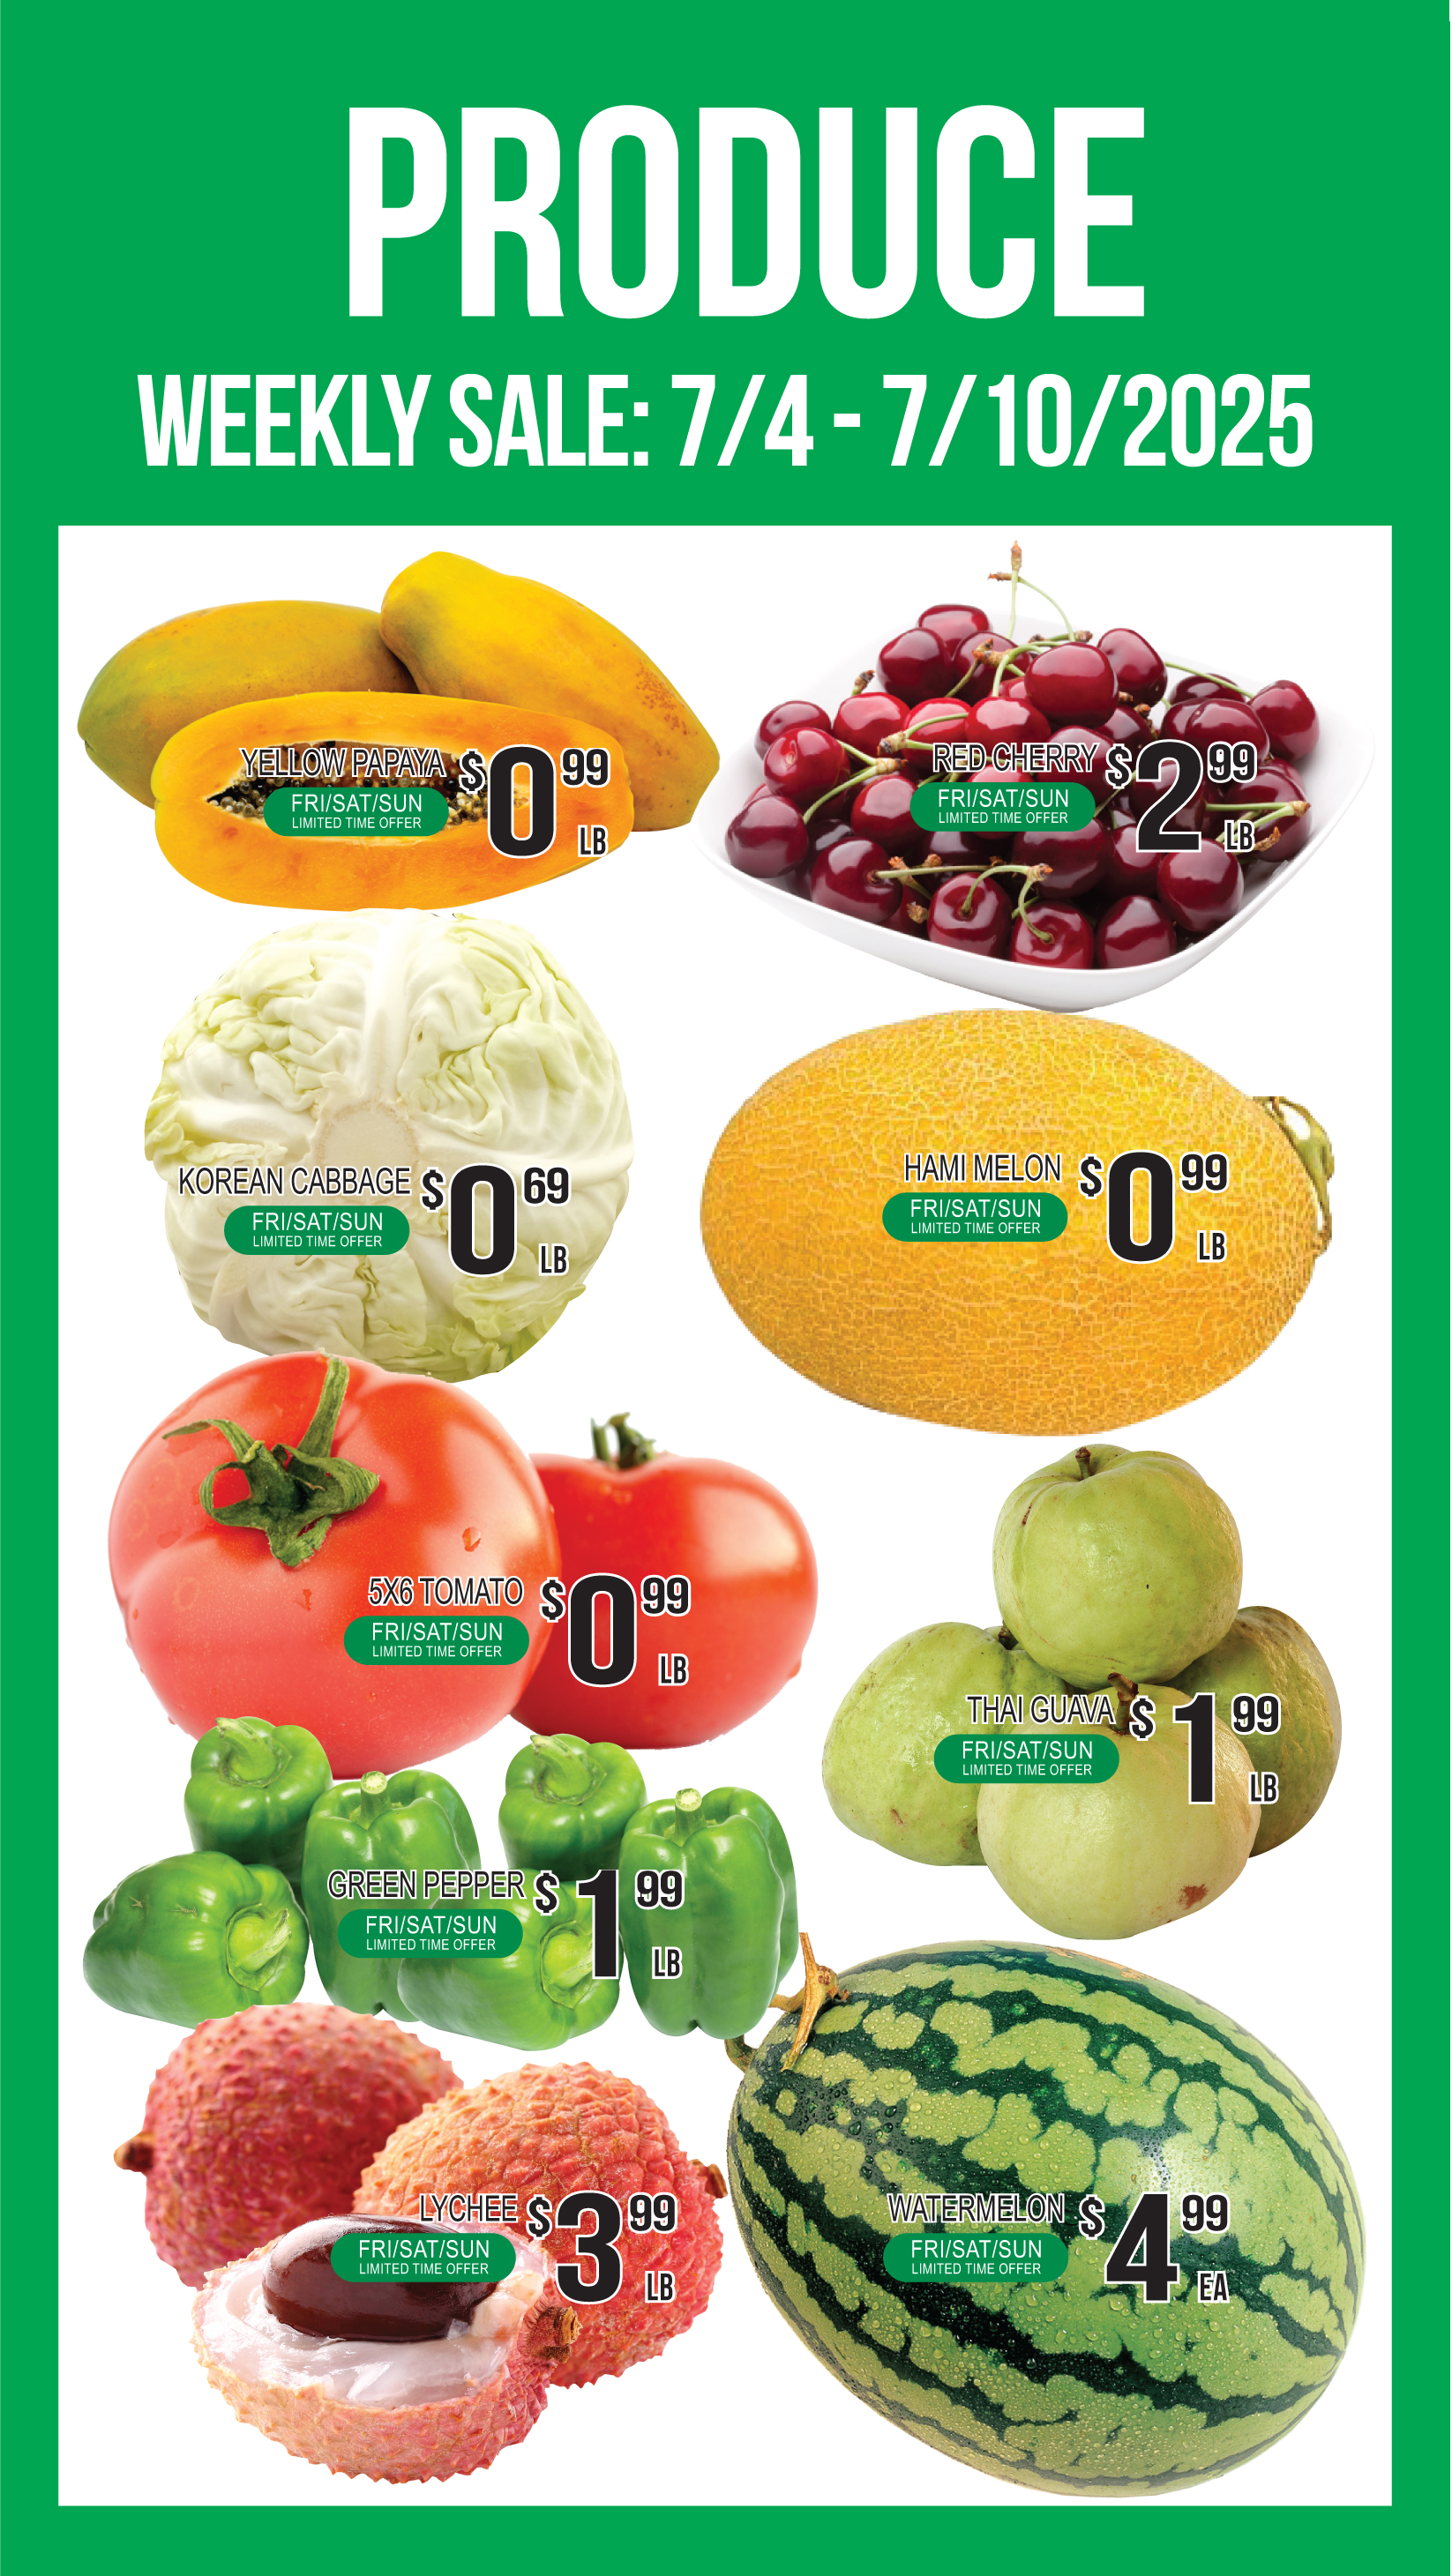 PRODUCE
WEEKLY SALE: 7/4 - 7/10/2025
YELLOW PAPAYA $0.99 LB
FRI/SAT/SUN
LIMITED TIME OFFER
RED CHERRY $2.99 LB
FRI/SAT/SUN
LIMITED TIME OFFER
KOREAN CABBAGE $0.69 LB
FRI/SAT/SUN
LIMITED TIME OFFER
HAMI MELON $0.99 LB
FRI/SAT/SUN
LIMITED TIME OFFER
5X6 TOMATO $0.99 LB
FRI/SAT/SUN
LIMITED TIME OFFER
THAI GUAVA $1.99 LB
FRI/SAT/SUN
LIMITED TIME OFFER
GREEN PEPPER $1.99 LB
FRI/SAT/SUN
LIMITED TIME OFFER
LYCHEE $3.99 LB
FRI/SAT/SUN
LIMITED TIME OFFER
WATERMELON $4.99 EA
FRI/SAT/SUN
LIMITED TIME OFFER